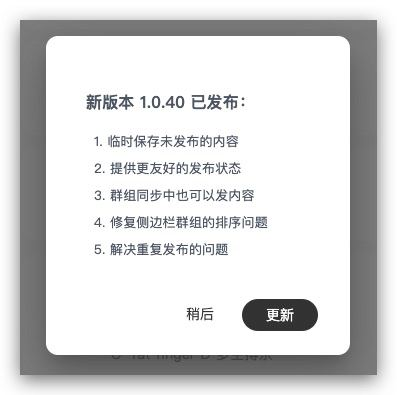 新版本 1.0.40 已发布：
1. 临时保存未发布的内容
2. 提供更友好的发布状态
3. 群组同步中也可以发内容
4. 修复侧边栏群组的排序问题
5. 解决重复发布的问题
稍后
更新